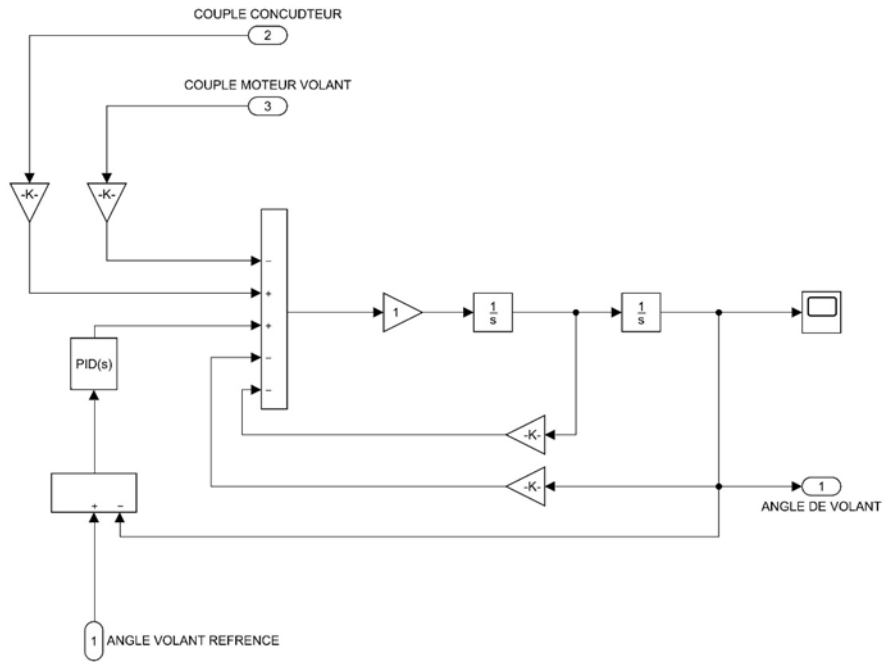 COUPLE CONCUDTEUR
2
COUPLE MOTEUR VOLANT
3
-K-
-K-
−
+
+
−
−
1
1
s
1
s
PID(s)
-K-
-K-
+ −
1
ANGLE DE VOLANT
1
ANGLE VOLANT REFRENCE